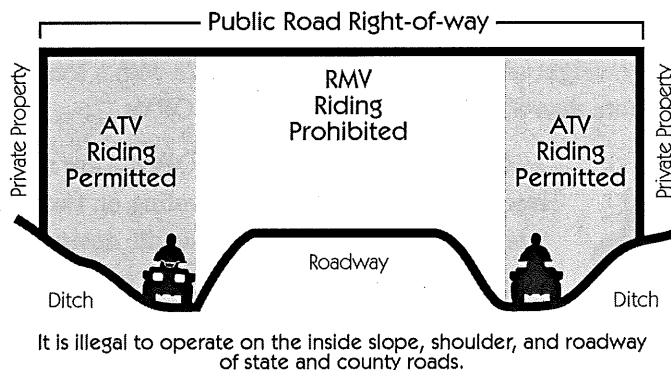 Public Road Right-of-way
Private Property
ATV
Riding
Permitted
RMV
Riding
Prohibited
ATV
Riding
Permitted
Private Property
Roadway
Ditch
Ditch
It is illegal to operate on the inside slope, shoulder, and roadway
of state and county roads.